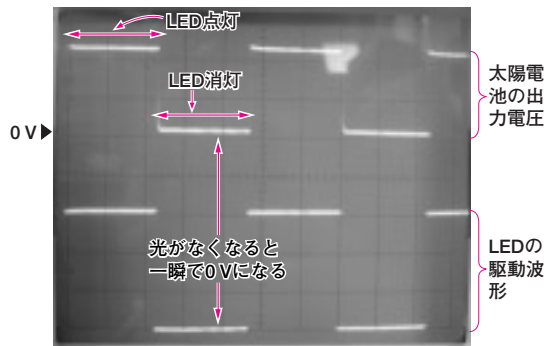 LED点灯
LED消灯
0 V
太陽電
池の出
力電圧
光がなくなると
一瞬で0 Vになる
LEDの
駆動波
形